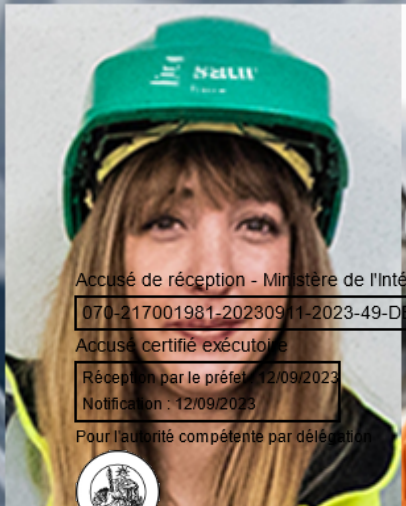 saur
Accusé de réception - Ministère de l'Inté
070-217001981-20230911-2023-49-DE
Accusé certifié exécutoire
Réception par le préfet : 12/09/2023
Notification : 12/09/2023
Pour l'autorité compétente par délégation